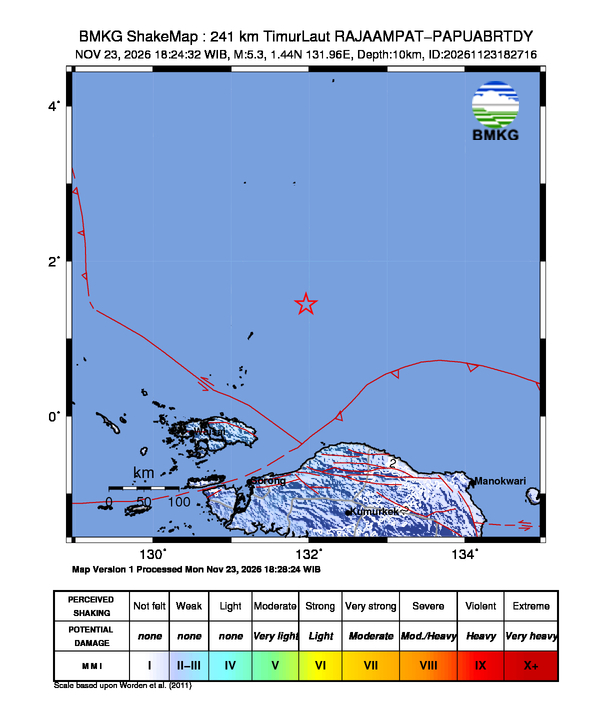 BMKG ShakeMap : 241 km TimurLaut RAJAAMPAT–PAPUABRTDY
NOV 23, 2026 18:24:32 WIB, M:5.3, 1.44N 131.96E, Depth:10km, ID:20261123182716
4°
BMKG
2°
0°
Waisai
km
0 50 100
Sorong
Manokwari
Kumurkek
130° 132° 134°
Map Version 1 Processed Mon Nov 23, 2026 18:28:24 WIB
PERCEIVED SHAKING Not felt Weak Light Moderate Strong Very strong Severe Violent Extreme
POTENTIAL DAMAGE none none none Very light Light Moderate Mod./Heavy Heavy Very heavy
MMI I II–III IV V VI VII VIII IX X+
Scale based upon Worden et al. (2011)